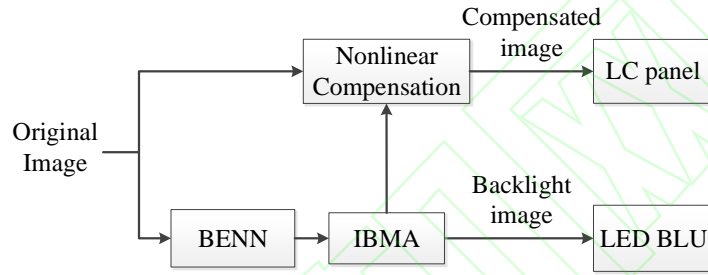 Compensated
image
Nonlinear
Compensation
LC panel
Original
Image
Backlight
image
BENN
IBMA
LED BLU